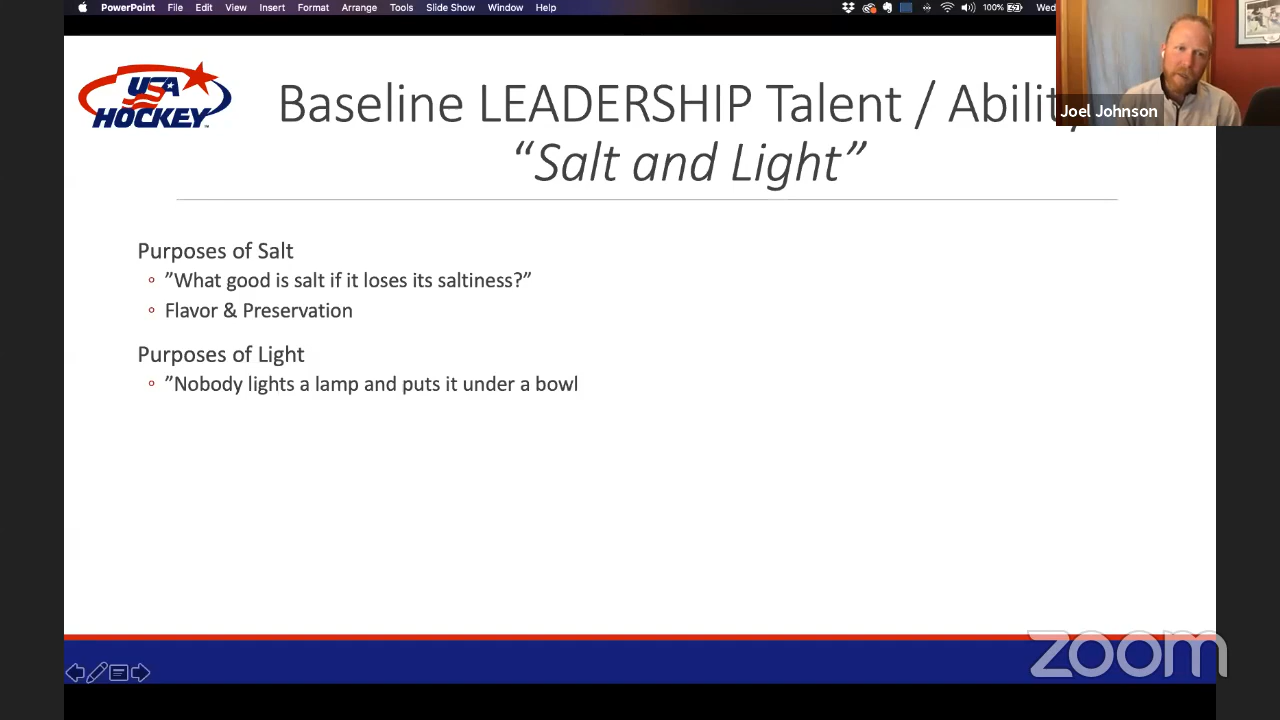 PowerPoint File Edit View Insert Format Arrange Tools Slide Show Window Help 100% Wed
USA
HOCKEY
Baseline LEADERSHIP Talent / Ability
“Salt and Light”
Joel Johnson
Purposes of Salt
”What good is salt if it loses its saltiness?”
Flavor & Preservation
Purposes of Light
”Nobody lights a lamp and puts it under a bowl
zoom